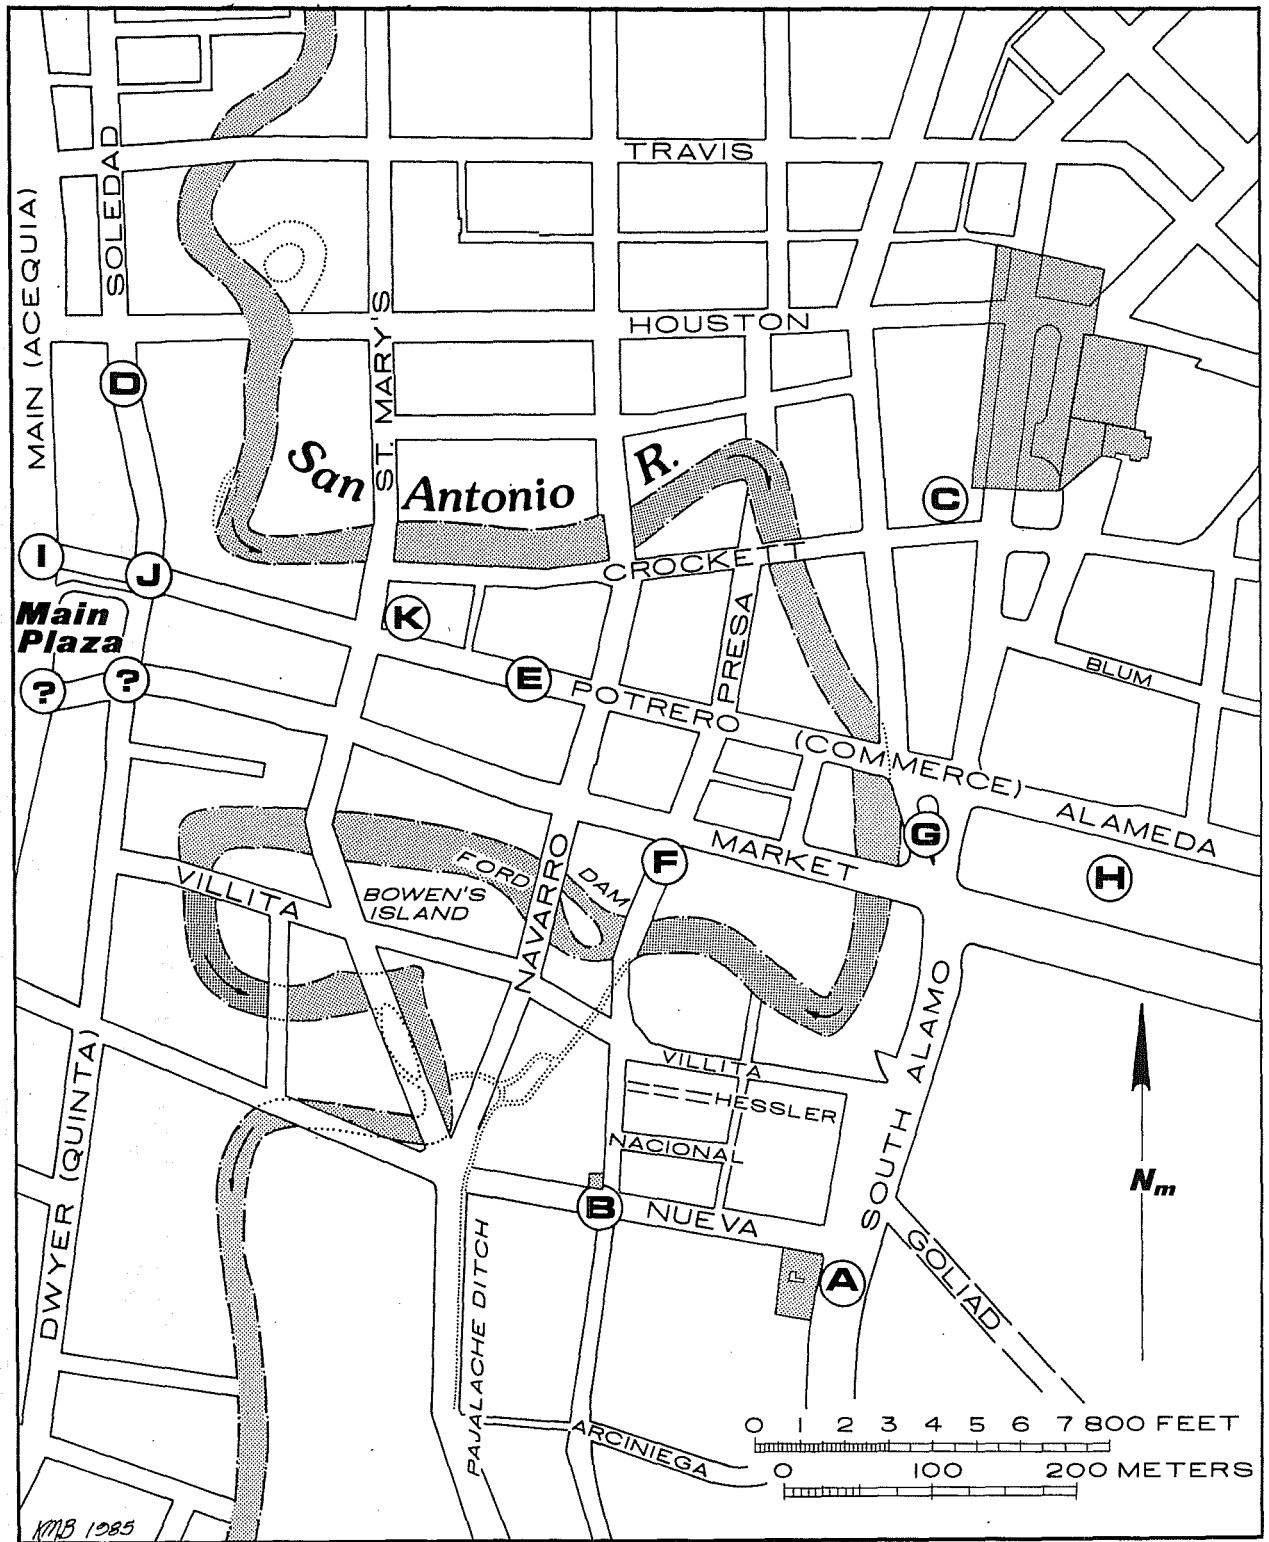 TRAVIS
SOLEDAD
MAIN (ACEQUIA)
ST. MARY'S
HOUSTON
D
San Antonio R.
C
I
J
CROCKETT
Main
Plaza
K
?
?
E
PRESA
BLUM
POTRERO
(COMMERCE)
ALAMEDA
G
MARKET
F
H
FORD
DAM
NAVARRO
VILLITA
BOWEN'S
ISLAND
SOUTH ALAMO
VILLITA
HESSLER
NACIONAL
DWYER (QUINTA)
B
NUEVA
A
GOLIAD
Nm
PAJALACHE DITCH
ARCINIEGA
0 1 2 3 4 5 6 7 800 FEET
0 100 200 METERS
KMB 1985